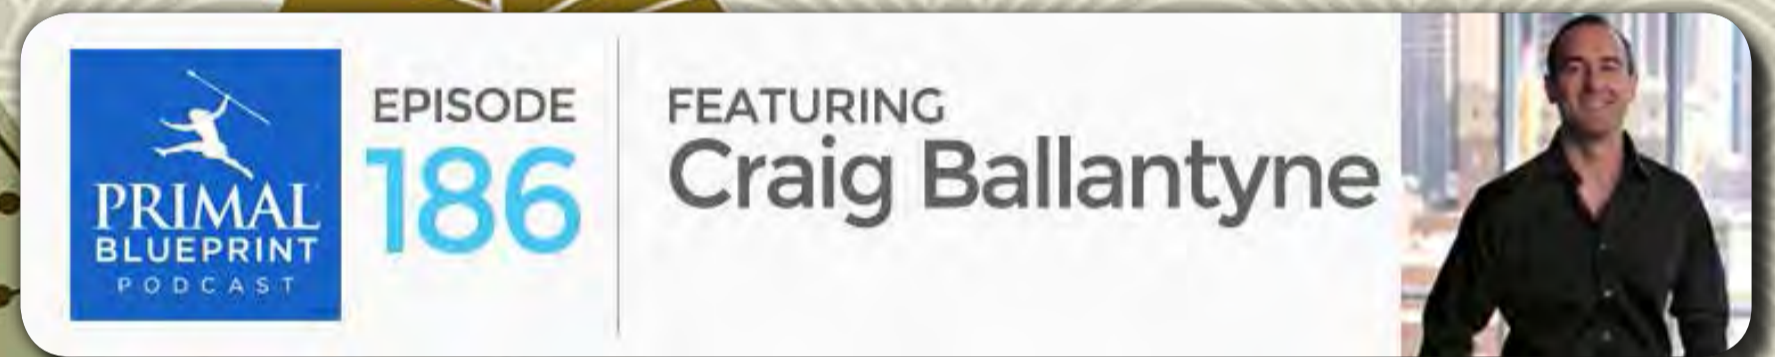 PRIMAL
BLUEPRINT
PODCAST
EPISODE
186
FEATURING
Craig Ballantyne